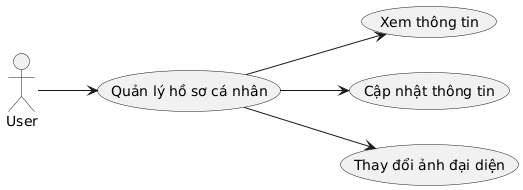 Xem thông tin
Quản lý hồ sơ cá nhân
Cập nhật thông tin
User
Thay đổi ảnh đại diện